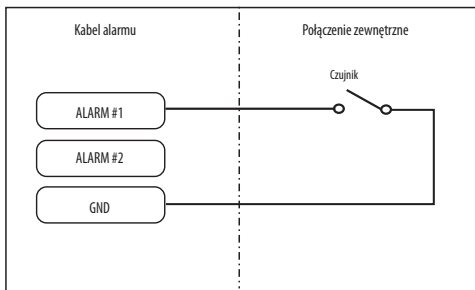 Kabel alarmu
Połączenie zewnętrzne
Czujnik
ALARM #1
ALARM #2
GND